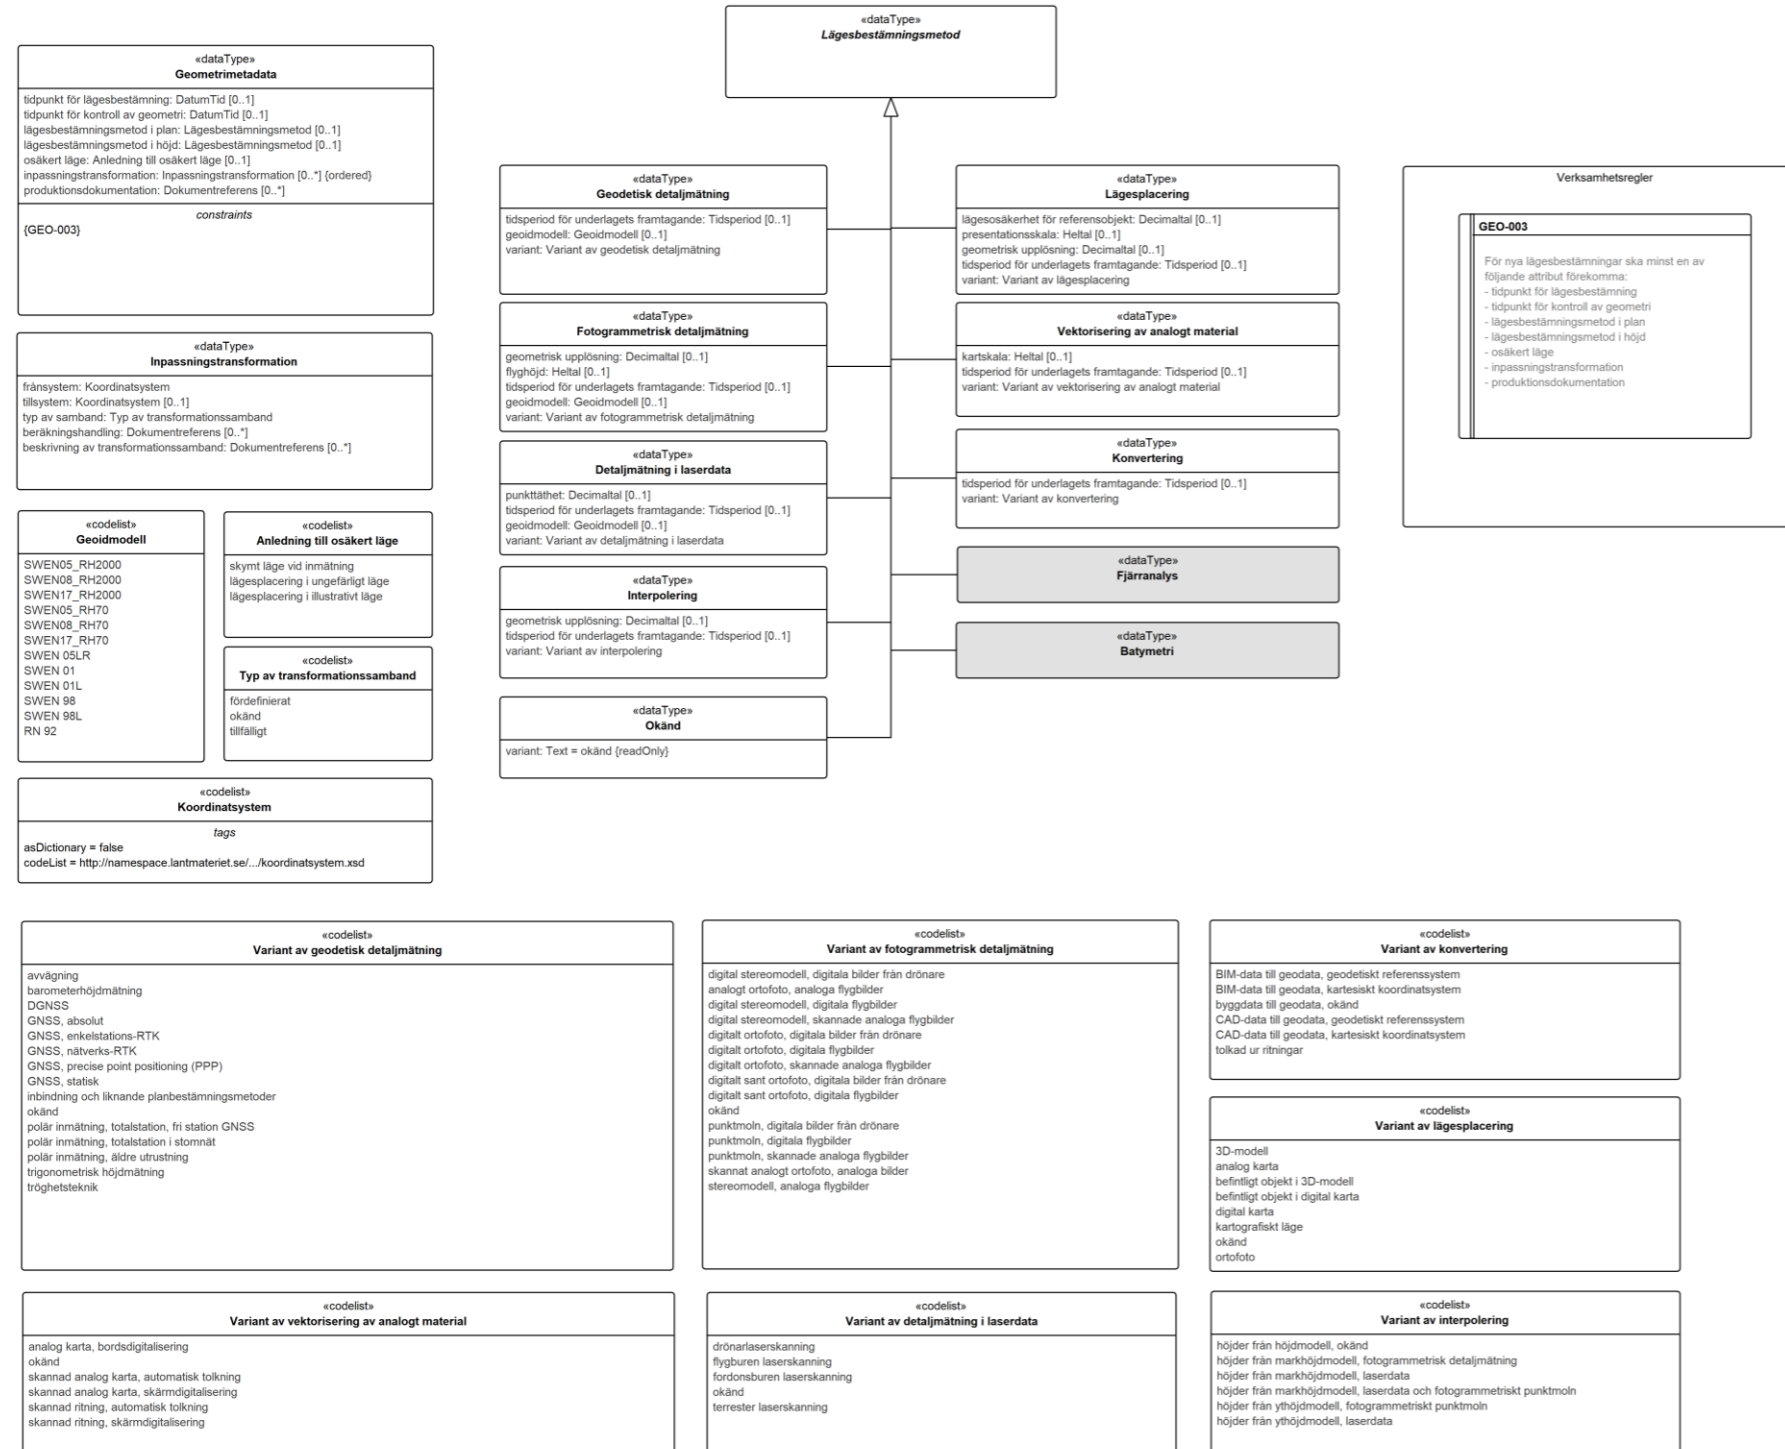 «dataType»
Lägesbestämningsmetod
«dataType»
Geometrimetadata
tidpunkt för lägesbestämning: DatumTid [0..1]
tidpunkt för kontroll av geometri: DatumTid [0..1]
lägesbestämningsmetod i plan: Lägesbestämningsmetod [0..1]
lägesbestämningsmetod i höjd: Lägesbestämningsmetod [0..1]
osäkert läge: Anledning till osäkert läge [0..1]
inpassningstransformation: Inpassningstransformation [0..*] {ordered}
produktionsdokumentation: Dokumentreferens [0..*]
constraints
{GEO-003}
«dataType»
Inpassningstransformation
frånsystem: Koordinatsystem
tillsystem: Koordinatsystem [0..1]
typ av samband: Typ av transformationssamband
beräkningshandling: Dokumentreferens [0..*]
beskrivning av transformationssamband: Dokumentreferens [0..*]
«codelist»
Geoidmodell
SWEN05_RH2000
SWEN08_RH2000
SWEN17_RH2000
SWEN05_RH70
SWEN08_RH70
SWEN17_RH70
SWEN 05LR
SWEN 01
SWEN 01L
SWEN 98
SWEN 98L
RN 92
«codelist»
Anledning till osäkert läge
skymt läge vid inmätning
lägesplacering i ungefärligt läge
lägesplacering i illustrativt läge
«codelist»
Typ av transformationssamband
fördefinierat
okänd
tillfälligt
«codelist»
Koordinatsystem
tags
asDictionary = false
codeList = http://namespace.lantmateriet.se/.../koordinatsystem.xsd
«dataType»
Geodetisk detaljmätning
tidsperiod för underlagets framtagande: Tidsperiod [0..1]
geoidmodell: Geoidmodell [0..1]
variant: Variant av geodetisk detaljmätning
«dataType»
Fotogrammetrisk detaljmätning
geometrisk upplösning: Decimaltal [0..1]
flyghöjd: Heltal [0..1]
tidsperiod för underlagets framtagande: Tidsperiod [0..1]
geoidmodell: Geoidmodell [0..1]
variant: Variant av fotogrammetrisk detaljmätning
«dataType»
Detaljmätning i laserdata
punkttäthet: Decimaltal [0..1]
tidsperiod för underlagets framtagande: Tidsperiod [0..1]
geoidmodell: Geoidmodell [0..1]
variant: Variant av detaljmätning i laserdata
«dataType»
Interpolering
geometrisk upplösning: Decimaltal [0..1]
tidsperiod för underlagets framtagande: Tidsperiod [0..1]
variant: Variant av interpolering
«dataType»
Okänd
variant: Text = okänd {readOnly}
«dataType»
Lägesplacering
lägesosäkerhet för referensobjekt: Decimaltal [0..1]
presentationsskala: Heltal [0..1]
geometrisk upplösning: Decimaltal [0..1]
tidsperiod för underlagets framtagande: Tidsperiod [0..1]
variant: Variant av lägesplacering
«dataType»
Vektorisering av analogt material
kartskala: Heltal [0..1]
tidsperiod för underlagets framtagande: Tidsperiod [0..1]
variant: Variant av vektorisering av analogt material
«dataType»
Konvertering
tidsperiod för underlagets framtagande: Tidsperiod [0..1]
variant: Variant av konvertering
«dataType»
Fjärranalys
«dataType»
Batymetri
Verksamhetsregler
GEO-003
För nya lägesbestämningar ska minst en av
följande attribut förekomma:
- tidpunkt för lägesbestämning
- tidpunkt för kontroll av geometri
- lägesbestämningsmetod i plan
- lägesbestämningsmetod i höjd
- osäkert läge
- inpassningstransformation
- produktionsdokumentation
«codelist»
Variant av geodetisk detaljmätning
avvägning
barometerhöjdmätning
DGNSS
GNSS, absolut
GNSS, enkelstations-RTK
GNSS, nätverks-RTK
GNSS, precise point positioning (PPP)
GNSS, statisk
inbindning och liknande planbestämningsmetoder
okänd
polär inmätning, totalstation, fri station GNSS
polär inmätning, totalstation i stomnät
polär inmätning, äldre utrustning
trigonometrisk höjdmätning
tröghetsteknik
«codelist»
Variant av fotogrammetrisk detaljmätning
digital stereomodell, digitala bilder från drönare
analogt ortofoto, analoga flygbilder
digital stereomodell, digitala flygbilder
digital stereomodell, skannade analoga flygbilder
digitalt ortofoto, digitala bilder från drönare
digitalt ortofoto, digitala flygbilder
digitalt ortofoto, skannade analoga flygbilder
digitalt sant ortofoto, digitala bilder från drönare
digitalt sant ortofoto, digitala flygbilder
okänd
punktmoln, digitala bilder från drönare
punktmoln, digitala flygbilder
punktmoln, skannade analoga flygbilder
skannat analogt ortofoto, analoga bilder
stereomodell, analoga flygbilder
«codelist»
Variant av konvertering
BIM-data till geodata, geodetiskt referenssystem
BIM-data till geodata, kartesiskt koordinatsystem
byggdata till geodata, okänd
CAD-data till geodata, geodetiskt referenssystem
CAD-data till geodata, kartesiskt koordinatsystem
tolkad ur ritningar
«codelist»
Variant av lägesplacering
3D-modell
analog karta
befintligt objekt i 3D-modell
befintligt objekt i digital karta
digital karta
kartografiskt läge
okänd
ortofoto
«codelist»
Variant av vektorisering av analogt material
analog karta, bordsdigitalisering
okänd
skannad analog karta, automatisk tolkning
skannad analog karta, skärmdigitalisering
skannad ritning, automatisk tolkning
skannad ritning, skärmdigitalisering
«codelist»
Variant av detaljmätning i laserdata
drönarlaserskanning
flygburen laserskanning
fordonsburen laserskanning
okänd
terrester laserskanning
«codelist»
Variant av interpolering
höjder från höjdmodell, okänd
höjder från markhöjdmodell, fotogrammetrisk detaljmätning
höjder från markhöjdmodell, laserdata
höjder från markhöjdmodell, laserdata och fotogrammetriskt punktmoln
höjder från ythöjdmodell, fotogrammetriskt punktmoln
höjder från ythöjdmodell, laserdata